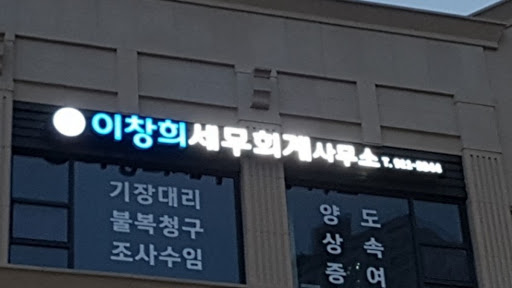 이창희세무회계사무소
기장대리
불복청구
조사수임
양 도
상 속
증 여